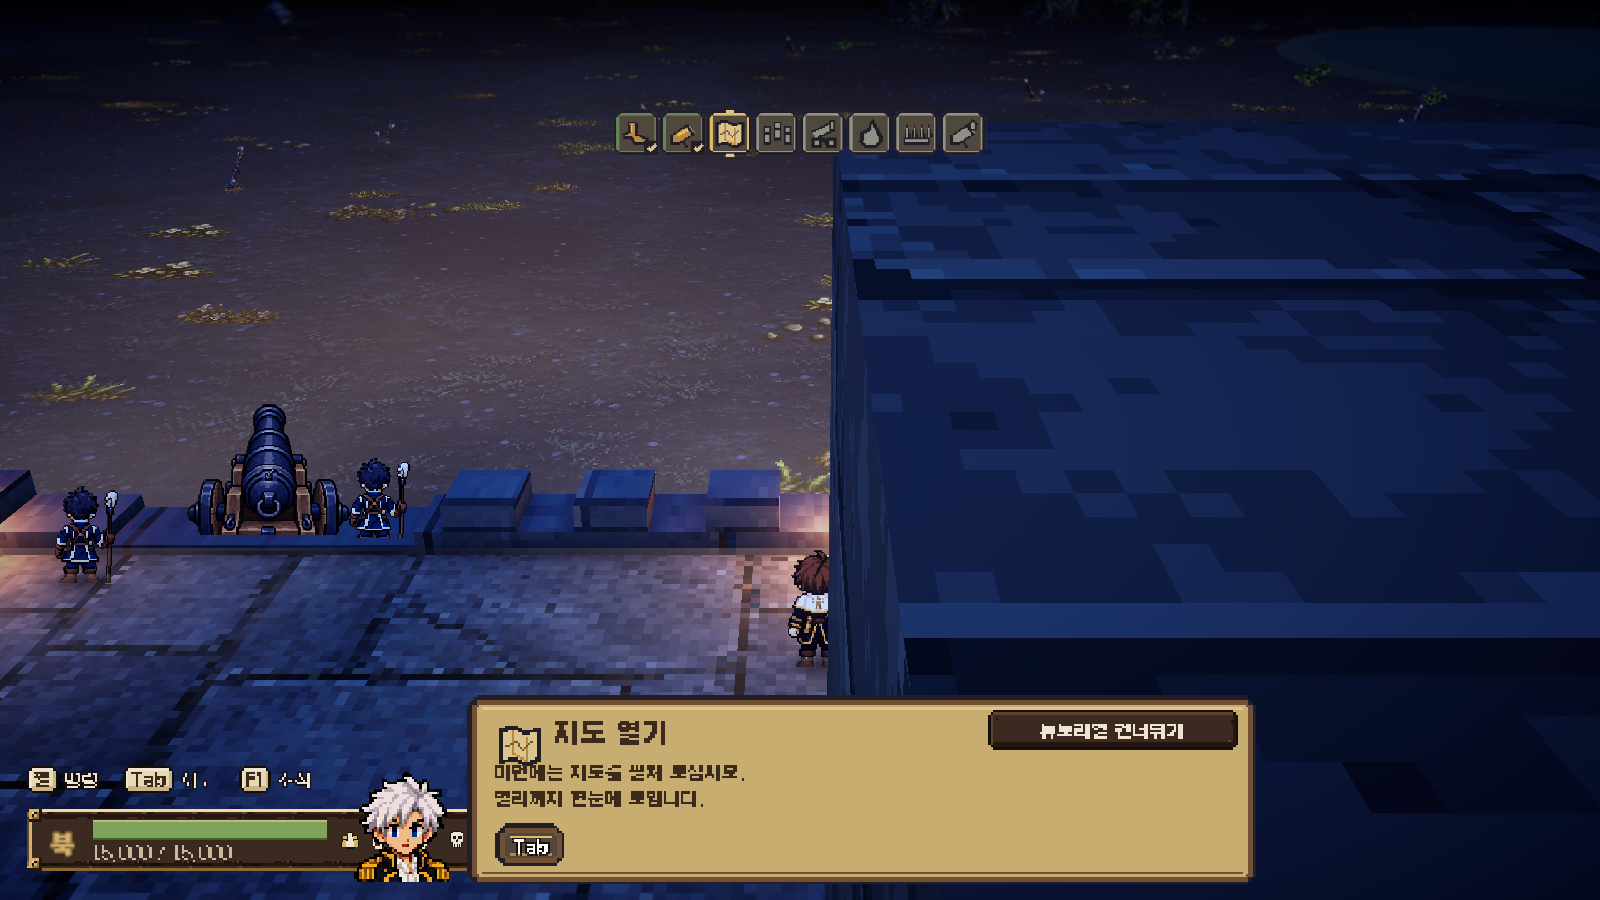 지도 열기
튜토리얼 건너뛰기
이번에는 지도를 펼쳐 보십시오.
멀리까지 한눈에 보입니다.
Tab
Tab
F1
북
15,000 / 15,000